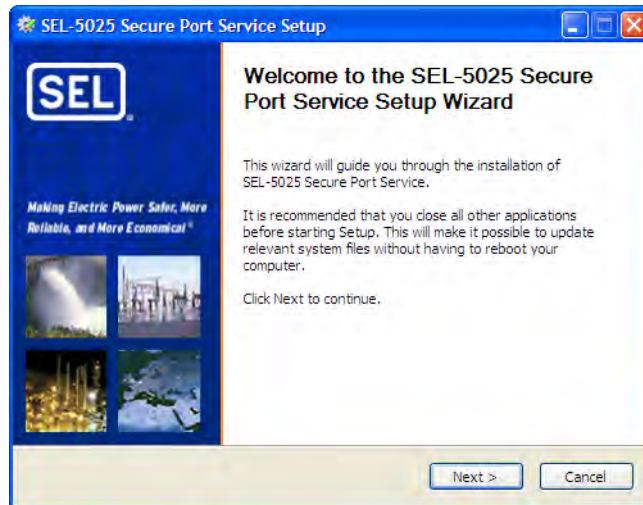 SEL-5025 Secure Port Service Setup
SEL
®
Making Electric Power Safer, More
Reliable, and More Economical®
Welcome to the SEL-5025 Secure
Port Service Setup Wizard
This wizard will guide you through the installation of
SEL-5025 Secure Port Service.
It is recommended that you close all other applications
before starting Setup. This will make it possible to update
relevant system files without having to reboot your
computer.
Click Next to continue.
Next >
Cancel